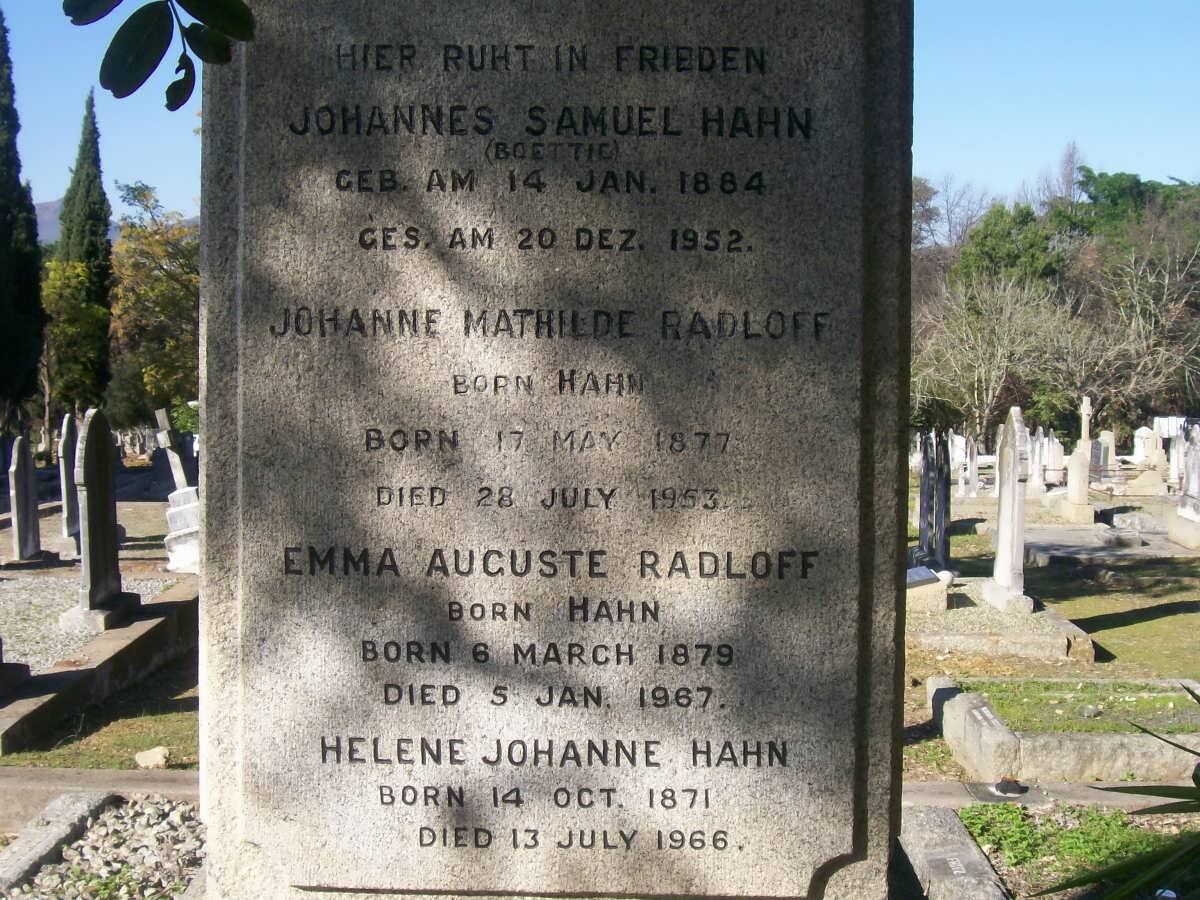 HIER RUHT IN FRIEDEN
JOHANNES SAMUEL HAHN
(BOETTIE)
GEB. AM 14 JAN. 1884
GES. AM 20 DEZ. 1952.
JOHANNE MATHILDE RADLOFF
BORN HAHN
BORN 17 MAY 1877
DIED 28 JULY 1953.
EMMA AUGUSTE RADLOFF
BORN HAHN
BORN 6 MARCH 1879
DIED 5 JAN. 1967.
HELENE JOHANNE HAHN
BORN 14 OCT. 1871
DIED 13 JULY 1966.